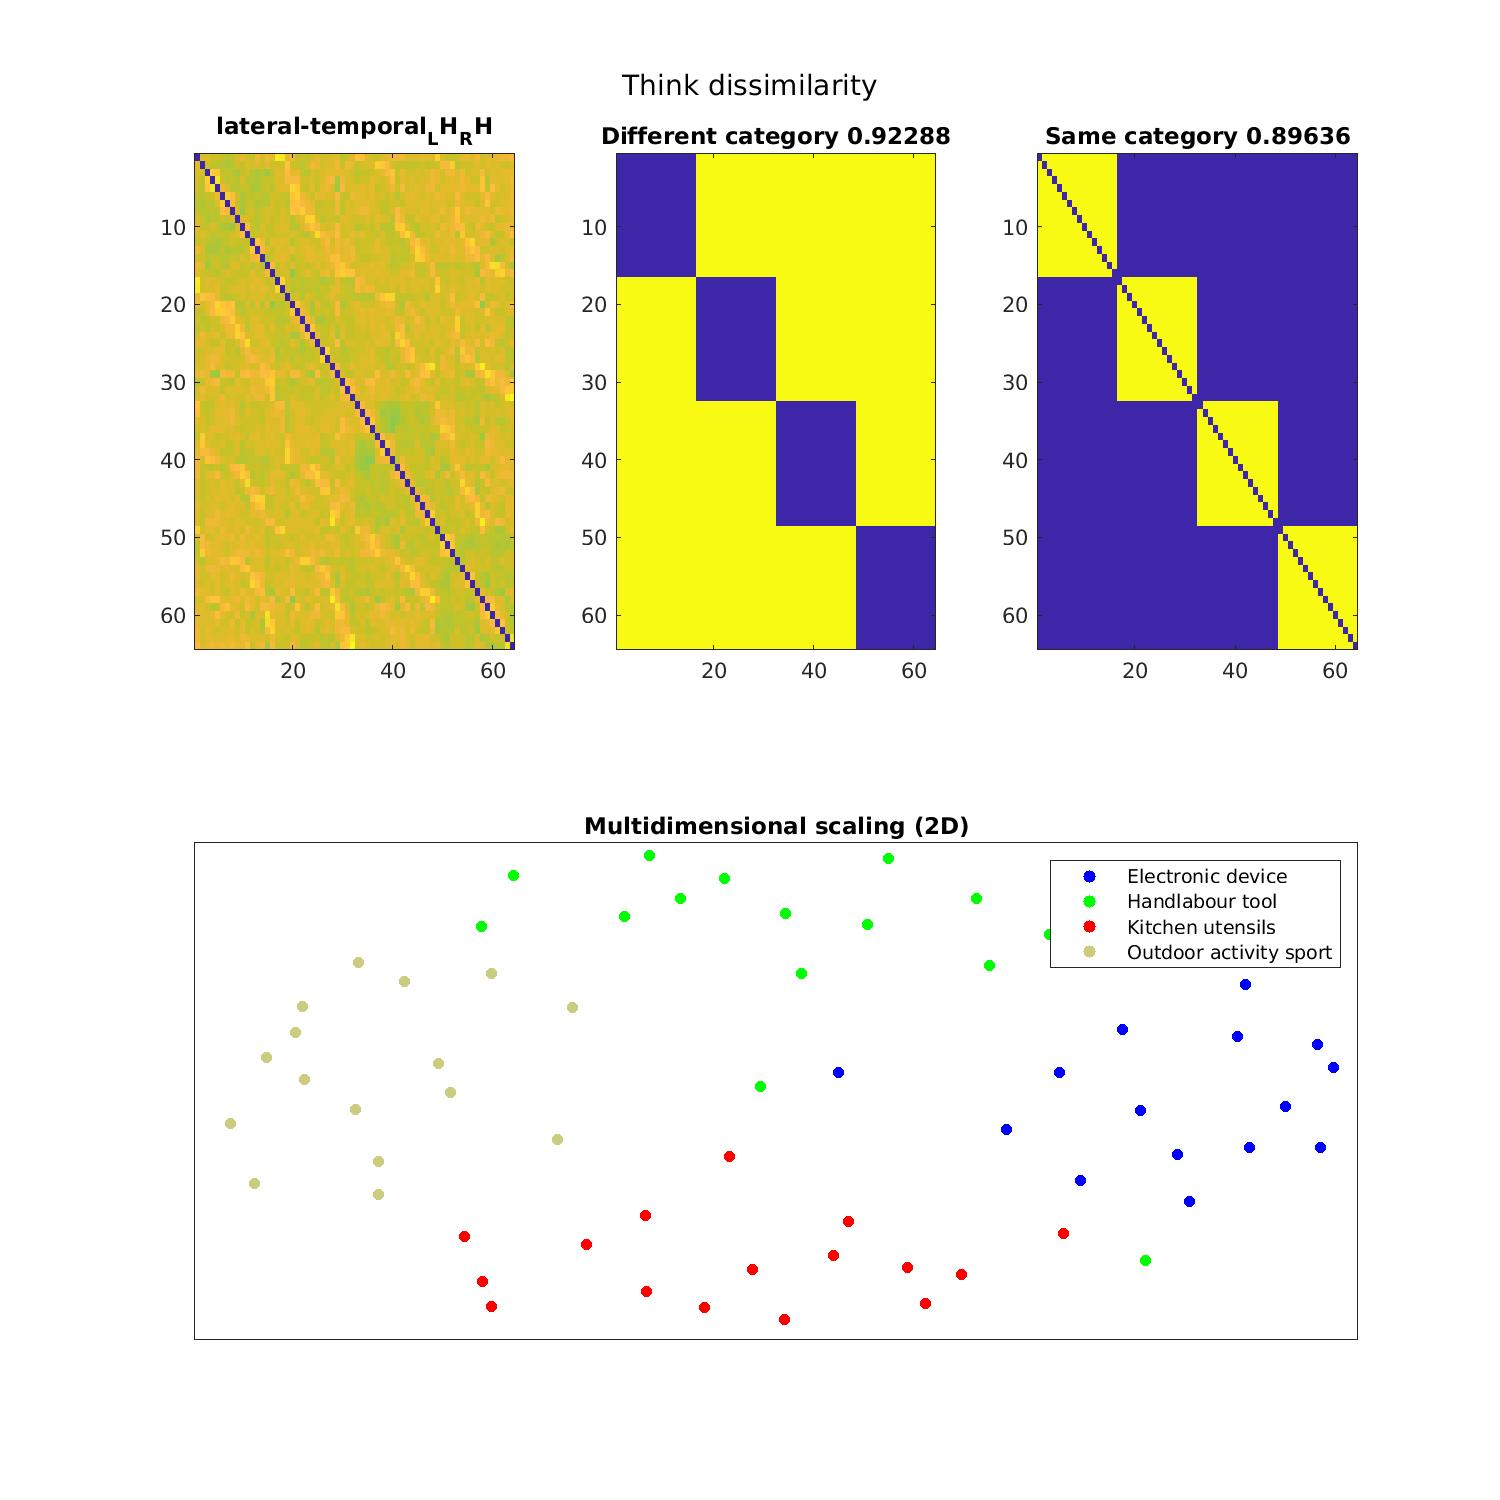 Think dissimilarity
lateral-temporalLHRH
Different category 0.92288
Same category 0.89636
10
20
30
40
50
60
20 40 60
10
20
30
40
50
60
20 40 60
10
20
30
40
50
60
20 40 60
Multidimensional scaling (2D)
Electronic device
Handlabour tool
Kitchen utensils
Outdoor activity sport